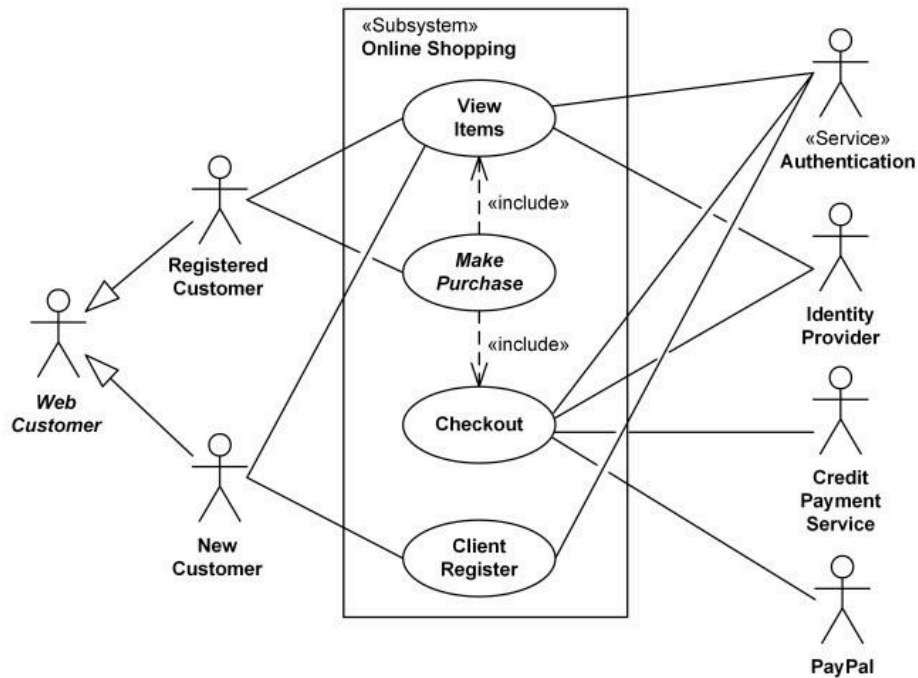 «Subsystem»
Online Shopping
View
Items
«Service»
Authentication
«include»
Registered
Customer
Make
Purchase
Identity
Provider
«include»
Web
Customer
Checkout
Credit
Payment
Service
New
Customer
Client
Register
PayPal